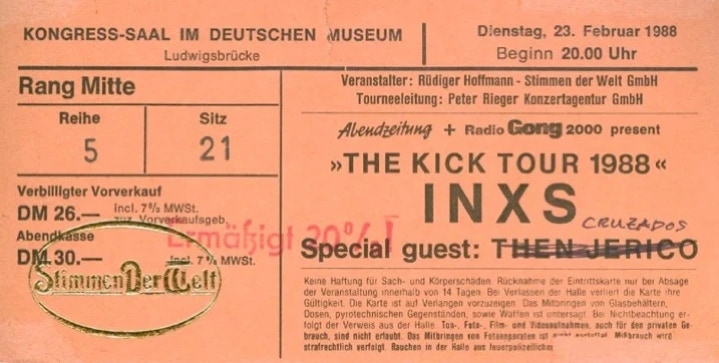 KONGRESS-SAAL IM DEUTSCHEN MUSEUM
Ludwigsbrücke
Dienstag, 23. Februar 1988
Beginn 20.00 Uhr
Rang Mitte
Reihe
5
Sitz
21
Verbilligter Vorverkauf
DM 26.— incl. 7% MWSt.
zuz. Vorverkaufsgeb.
Abendkasse
DM 30.— incl. 7% MWSt.
Ermäßigt 20%!
Stimmen Der Welt
Veranstalter: Rüdiger Hoffmann - Stimmen der Welt GmbH
Tourneeleitung: Peter Rieger Konzertagentur GmbH
Abendzeitung + Radio Gong 2000 present
»THE KICK TOUR 1988«
INXS
CRUZADOS
Special guest: THEN JERICO
Keine Haftung für Sach- und Körperschäden. Rücknahme der Eintrittskarte nur bei Absage
der Veranstaltung innerhalb von 14 Tagen. Bei Verlassen der Halle verliert die Karte ihre
Gültigkeit. Die Karte ist auf Verlangen vorzuzeigen. Das Mitbringen von Glasbehältern,
Dosen, pyrotechnischen Gegenständen, sowie Waffen ist untersagt. Bei Nichtbeachtung er-
folgt der Verweis aus der Halle. Ton-, Foto-, Film- und Videoaufnahmen, auch für den privaten Ge-
brauch, sind nicht erlaubt. Das Mitbringen von Fotoapparaten ist nicht gestattet. Mißbrauch wird
strafrechtlich verfolgt. Rauchen in der Halle aus feuerpolizeilichen